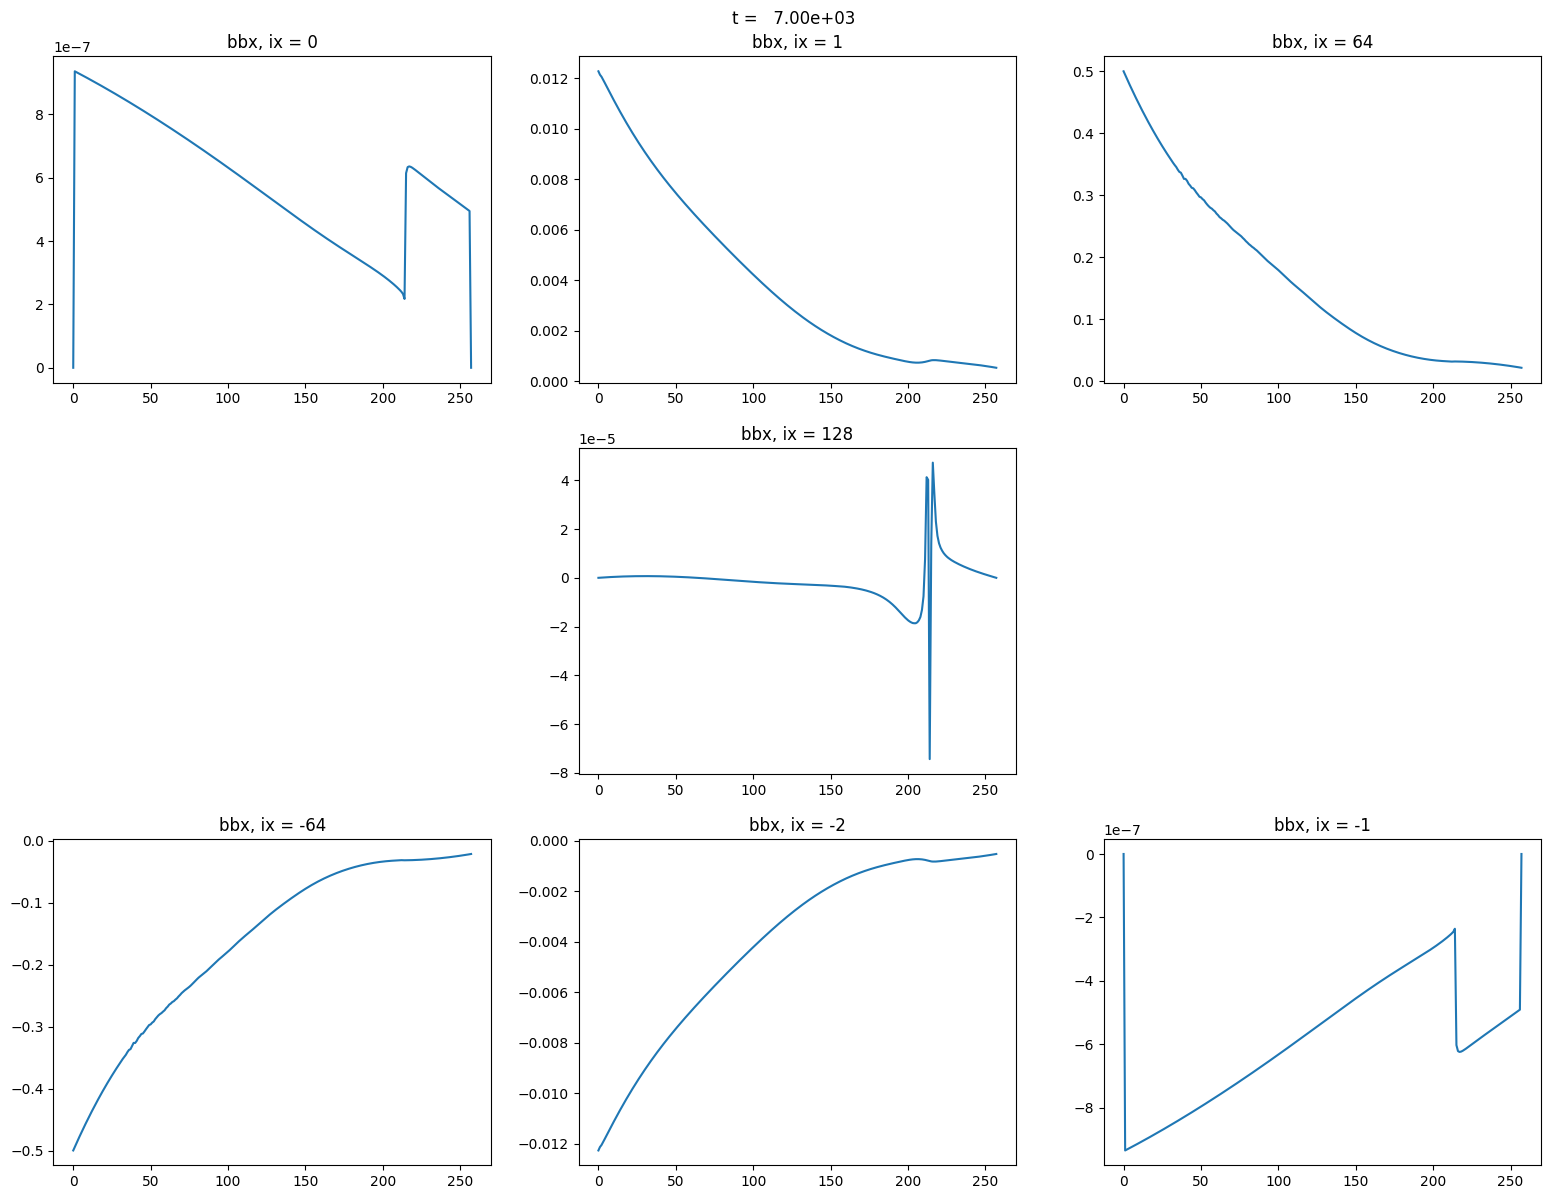 t =   7.00e+03
bbx, ix = 0
1e−7
8
6
4
2
0
0 50 100 150 200 250
bbx, ix = 1
0.012
0.010
0.008
0.006
0.004
0.002
0.000
0 50 100 150 200 250
bbx, ix = 64
0.5
0.4
0.3
0.2
0.1
0.0
0 50 100 150 200 250
bbx, ix = 128
1e−5
4
2
0
−2
−4
−6
−8
0 50 100 150 200 250
bbx, ix = -64
0.0
−0.1
−0.2
−0.3
−0.4
−0.5
0 50 100 150 200 250
bbx, ix = -2
0.000
−0.002
−0.004
−0.006
−0.008
−0.010
−0.012
0 50 100 150 200 250
bbx, ix = -1
1e−7
0
−2
−4
−6
−8
0 50 100 150 200 250